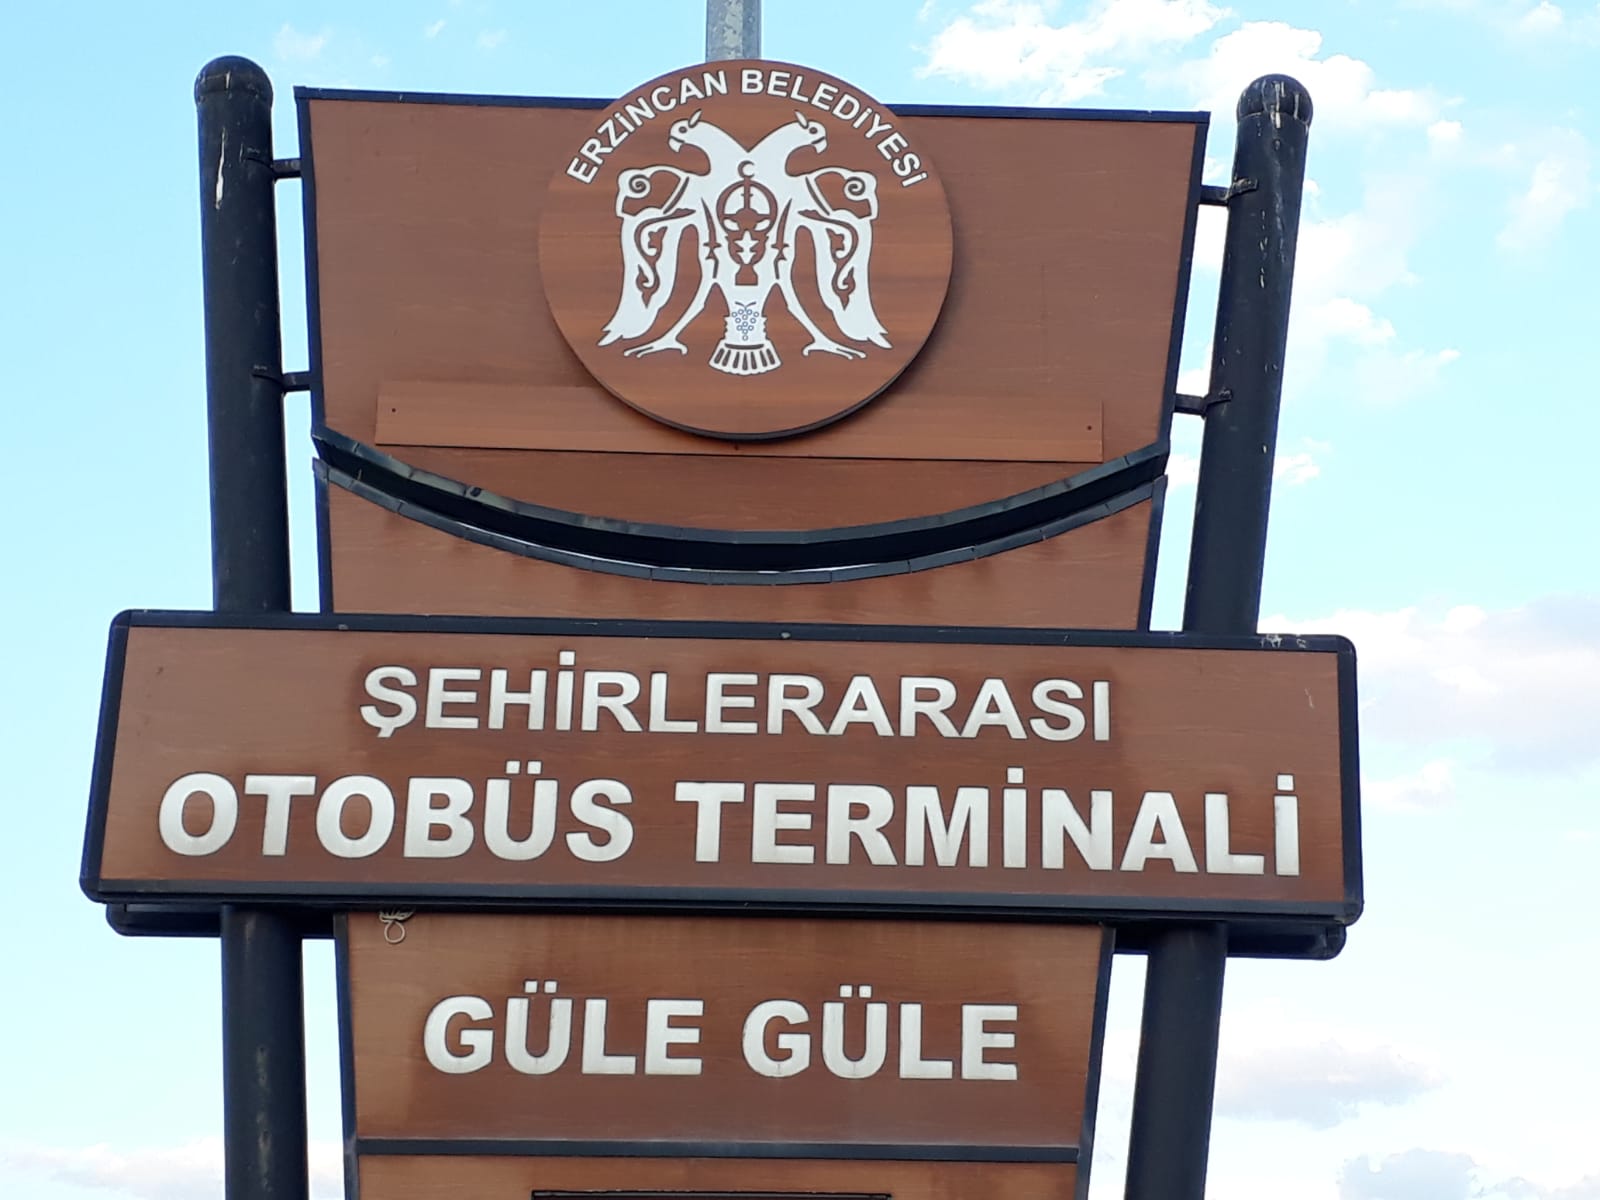 ERZİNCAN BELEDİYESİ
ŞEHİRLERARASI
OTOBÜS TERMİNALİ
GÜLE GÜLE